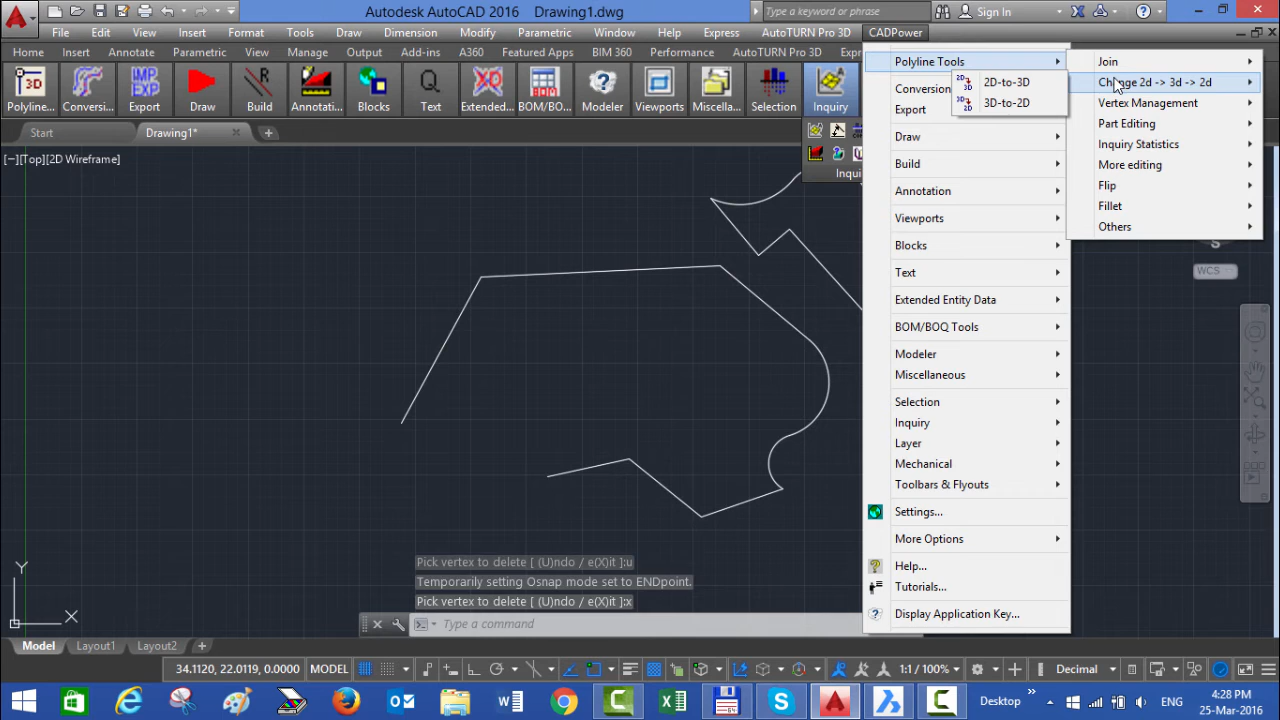 Autodesk AutoCAD 2016 Drawing1.dwg
Type a keyword or phrase
Sign In
File Edit View Insert Format Tools Draw Dimension Modify Parametric Window Help Express AutoTURN Pro 3D CADPower
Home Insert Annotate Parametric View Manage Output Add-ins A360 Featured Apps BIM 360 Performance AutoTURN Pro 3D
Polyline... Conversi... Export Draw Build Annotati... Blocks Text Extended... BOM/BO... Modeler Viewports Miscella... Selection Inquiry
Start
Drawing1*
[−][Top][2D Wireframe]
Polyline Tools
Conversion
Export
Draw
Build
Annotation
Viewports
Blocks
Text
Extended Entity Data
BOM/BOQ Tools
Modeler
Miscellaneous
Selection
Inquiry
Layer
Mechanical
Toolbars & Flyouts
Settings...
More Options
Help...
Tutorials...
Display Application Key...
2D-to-3D
3D-to-2D
Join
Change 2d -> 3d -> 2d
Vertex Management
Part Editing
Inquiry Statistics
More editing
Flip
Fillet
Others
S
WCS
Pick vertex to delete [ (U)ndo / e(X)it ]:u
Temporarily setting Osnap mode set to ENDpoint.
Pick vertex to delete [ (U)ndo / e(X)it ]:x
Type a command
Y
X
Model Layout1 Layout2
34.1120, 22.0119, 0.0000 MODEL 1:1 / 100% Decimal
Desktop ENG
4:28 PM
25-Mar-2016